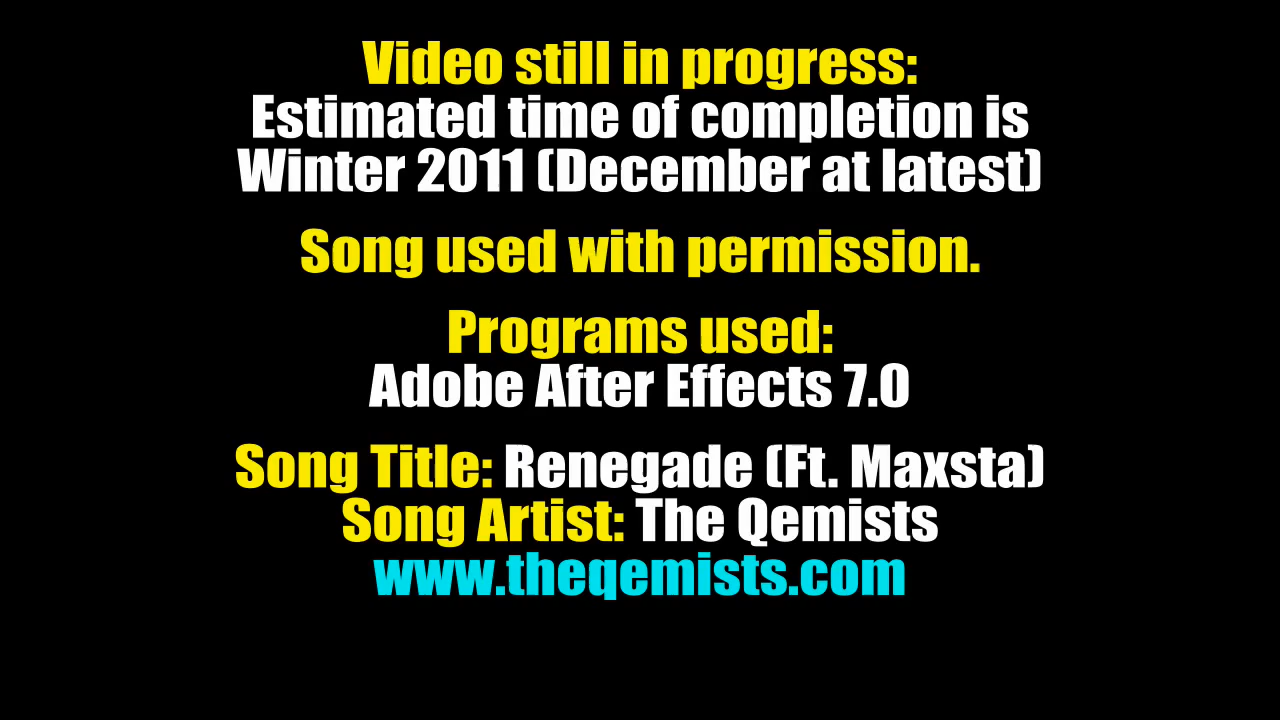 Video still in progress:
Estimated time of completion is
Winter 2011 (December at latest)
Song used with permission.
Programs used:
Adobe After Effects 7.0
Song Title: Renegade (Ft. Maxsta)
Song Artist: The Qemists
www.theqemists.com